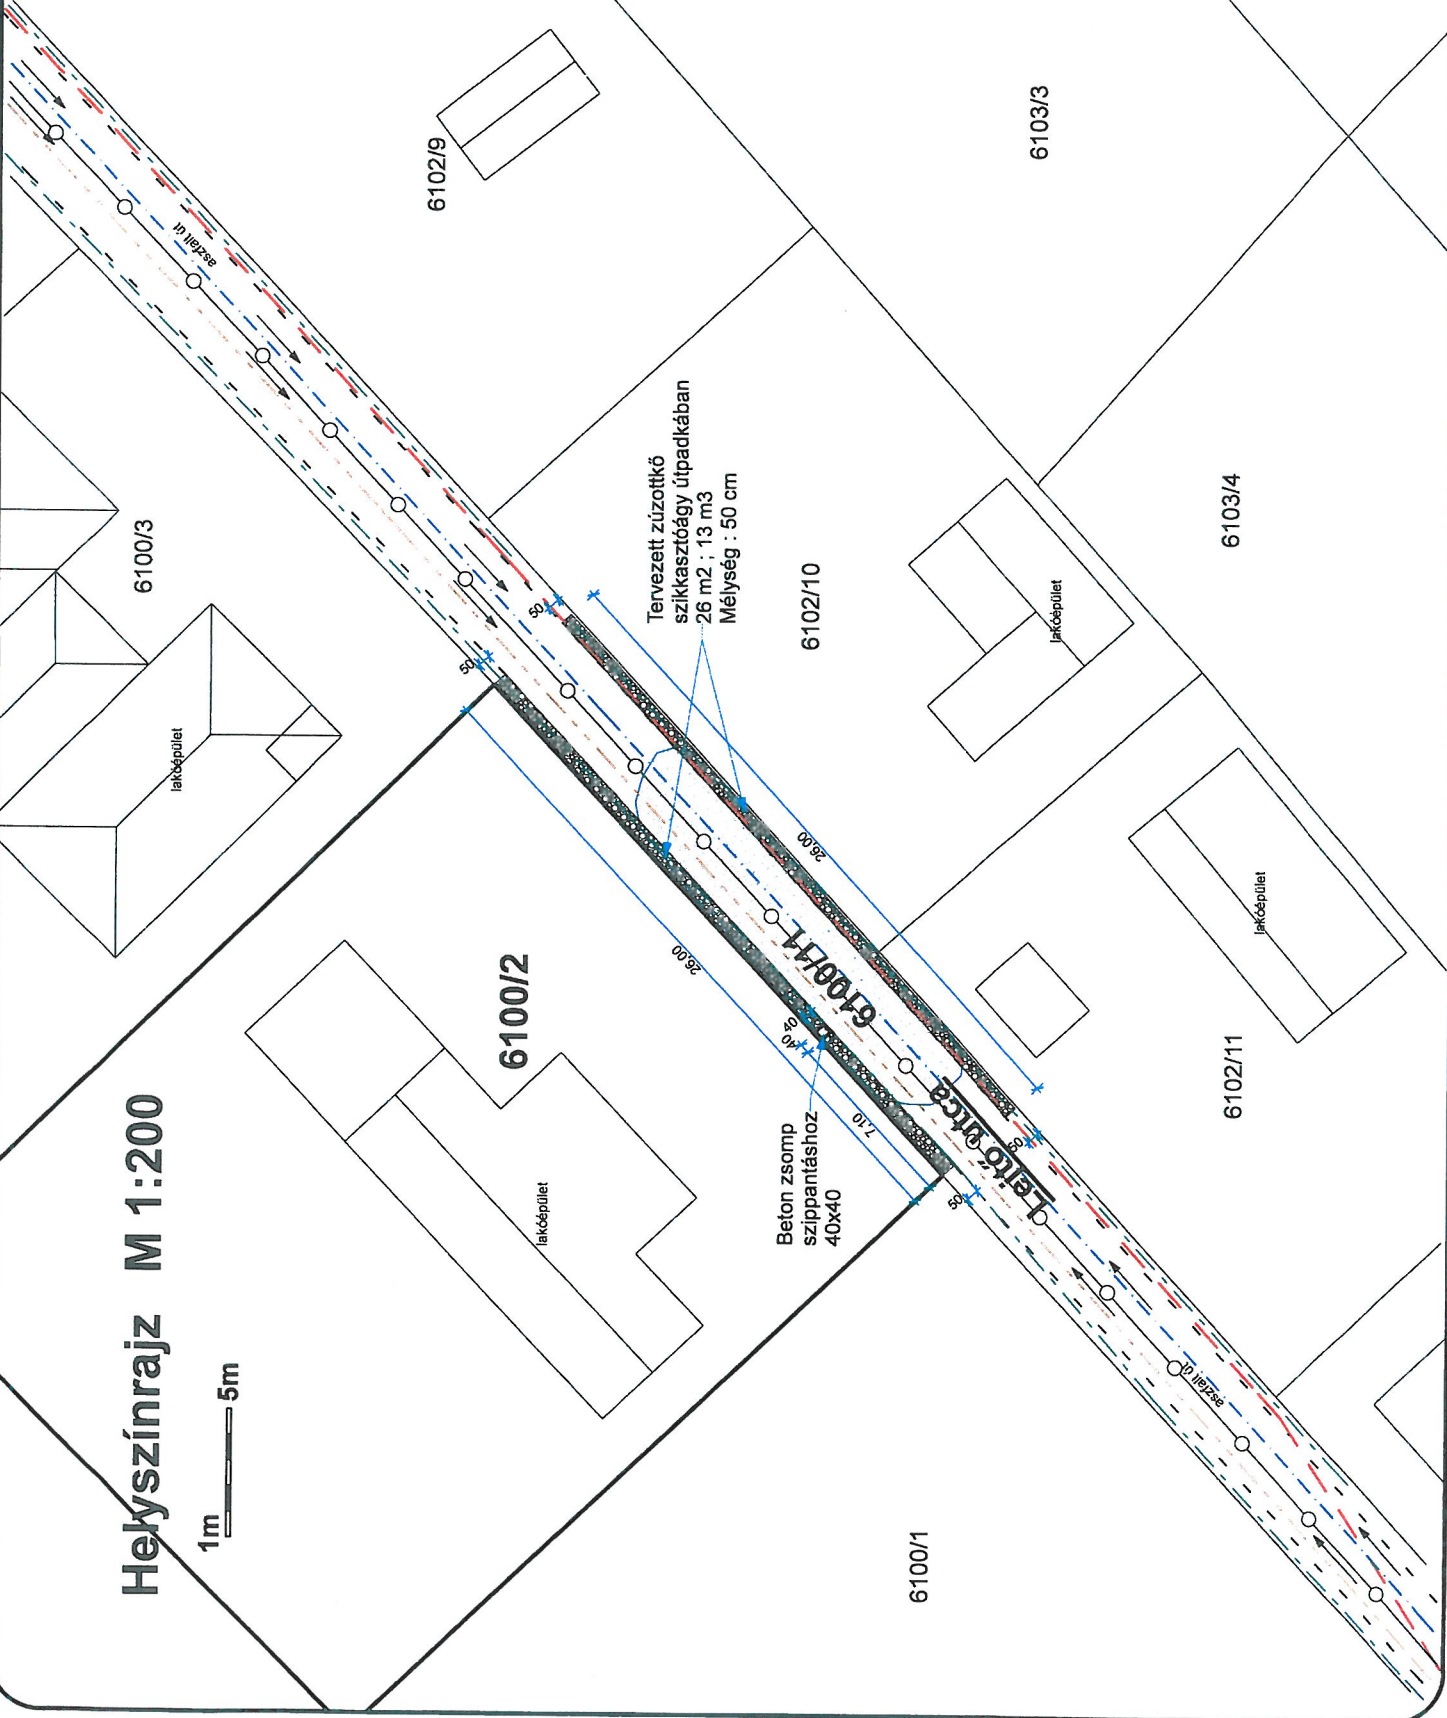 Helyszínrajz M 1:200
1m 5m
6100/3
lakóépület
6102/9
6103/3
aszfalt út
6100/2
lakóépület
Tervezett zúzottkő
szikkasztóágy útpadkában
26 m2 ; 13 m3
Mélység : 50 cm
50
50
26,00
26,00
6102/10
lakóépület
6103/4
6100/11
40
40
7,10
Beton zsomp
szippantáshoz
40x40
Lejtő utca
50
50
lakóépület
6102/11
aszfalt út
6100/1